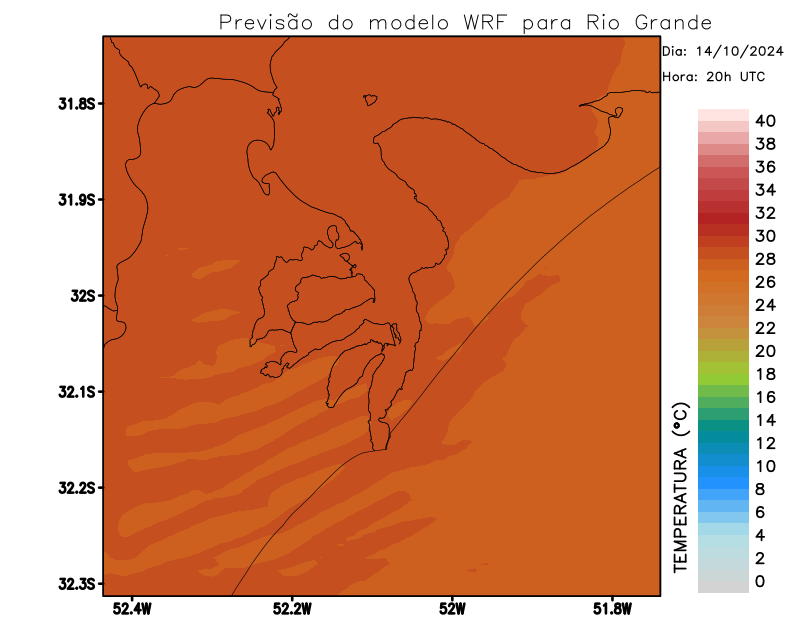 Previsão do modelo WRF para Rio Grande
Dia: 14/10/2024
Hora: 20h UTC
31.8S
31.9S
32S
32.1S
32.2S
32.3S
52.4W
52.2W
52W
51.8W
TEMPERATURA (°C)
40
38
36
34
32
30
28
26
24
22
20
18
16
14
12
10
8
6
4
2
0